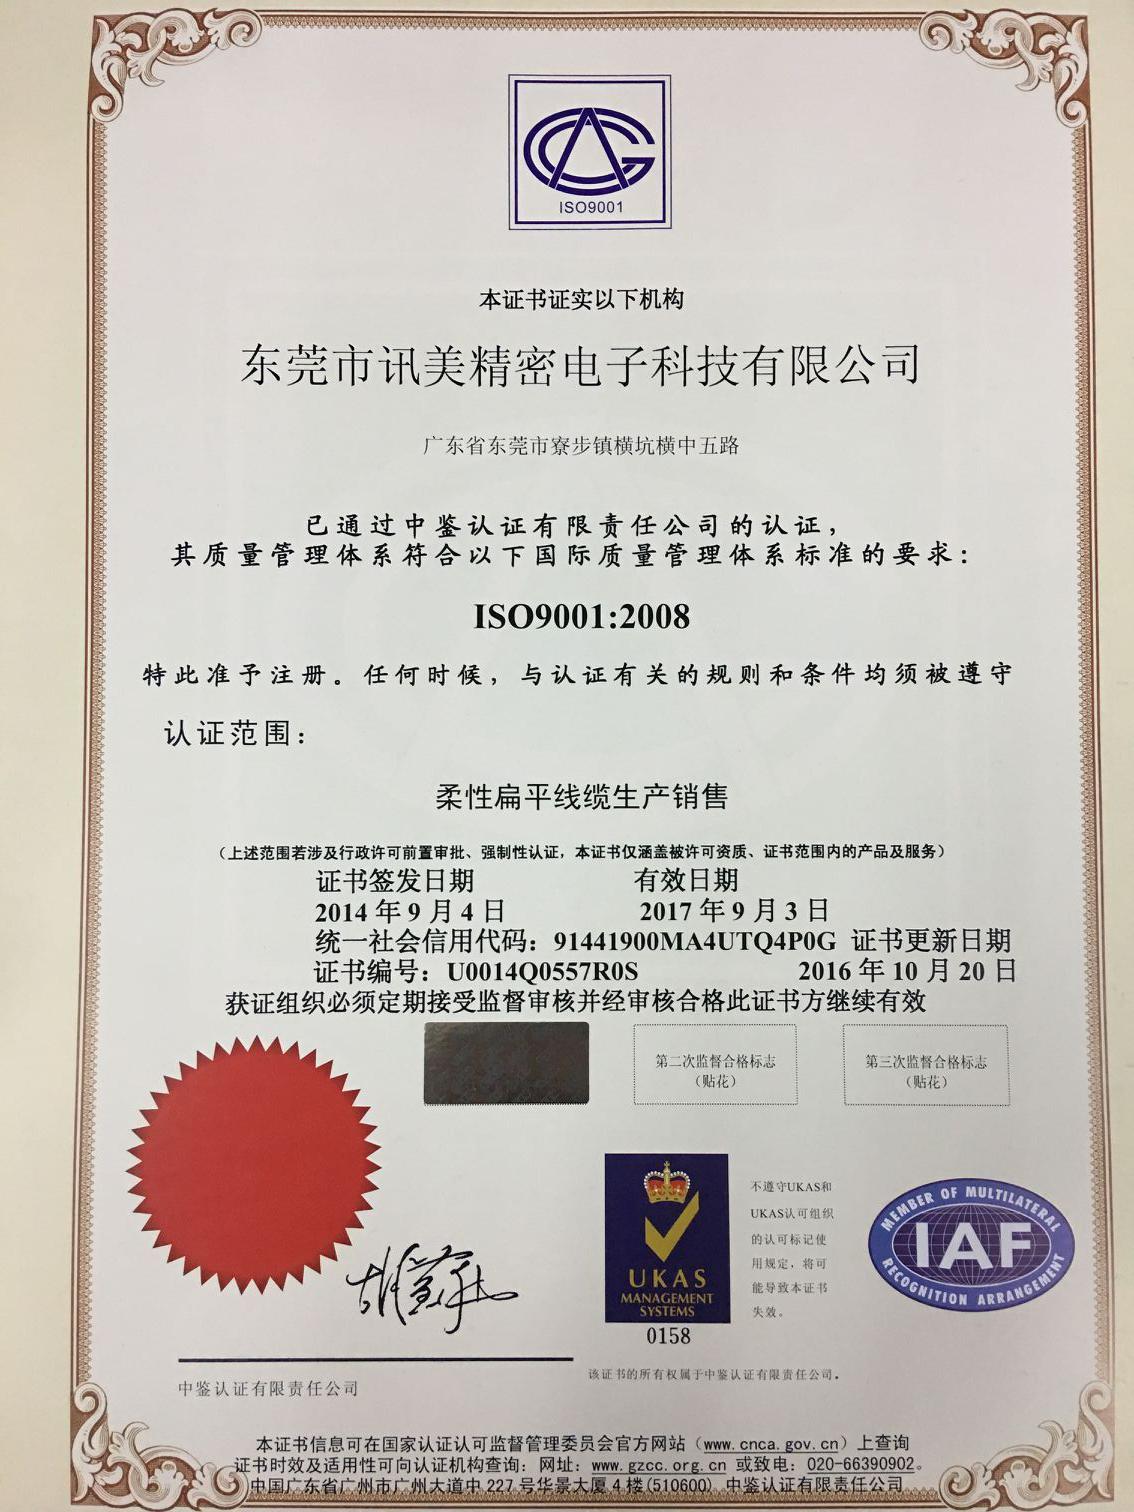 CAG
ISO9001
本证书证实以下机构
东莞市讯美精密电子科技有限公司
广东省东莞市寮步镇横坑横中五路
已通过中鉴认证有限责任公司的认证，
其质量管理体系符合以下国际质量管理体系标准的要求：
ISO9001:2008
特此准予注册。任何时候，与认证有关的规则和条件均须被遵守
认证范围：
柔性扁平线缆生产销售
（上述范围若涉及行政许可前置审批、强制性认证，本证书仅涵盖被许可资质、证书范围内的产品及服务）
证书签发日期 有效日期
2014 年 9 月 4 日 2017 年 9 月 3 日
统一社会信用代码：91441900MA4UTQ4P0G 证书更新日期
证书编号：U0014Q0557R0S 2016 年 10 月 20 日
获证组织必须定期接受监督审核并经审核合格此证书方继续有效
第二次监督合格标志
（贴花）
第三次监督合格标志
（贴花）
UKAS
MANAGEMENT
SYSTEMS
0158
不遵守UKAS和
UKAS认可组织
的认可标记使
用规定，将可
能导致本证书
失效。
MEMBER OF MULTILATERAL
IAF
RECOGNITION ARRANGEMENT
该证书的所有权属于中鉴认证有限责任公司。
中鉴认证有限责任公司
本证书信息可在国家认证认可监督管理委员会官方网站（www.cnca.gov.cn）上查询
证书时效及适用性可向认证机构查询：网址：www.gzcc.org.cn 或致电：020-66390902。
中国广东省广州市广州大道中 227 号华景大厦 4 楼(510600) 中鉴认证有限责任公司